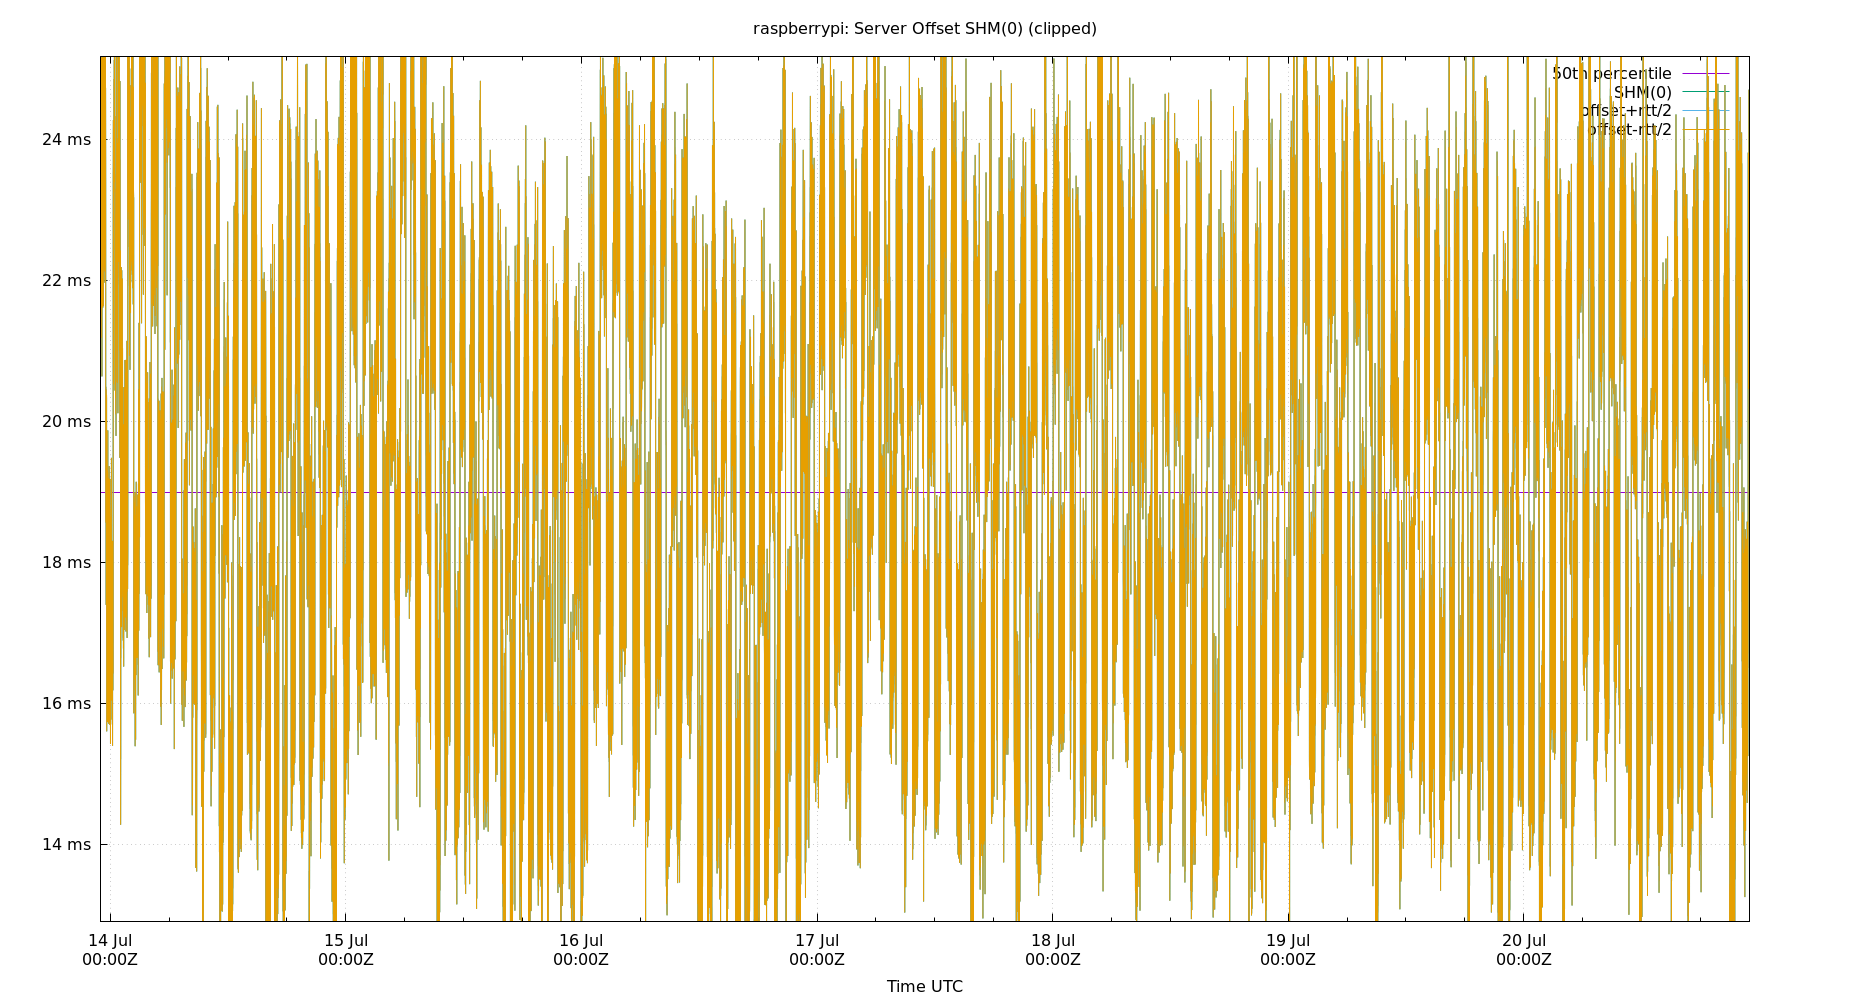 raspberrypi: Server Offset SHM(0) (clipped)
50th percentile
SHM(0)
offset+rtt/2
offset-rtt/2
24 ms
22 ms
20 ms
18 ms
16 ms
14 ms
14 Jul 15 Jul 16 Jul 17 Jul 18 Jul 19 Jul 20 Jul
00:00Z 00:00Z 00:00Z 00:00Z 00:00Z 00:00Z 00:00Z
Time UTC